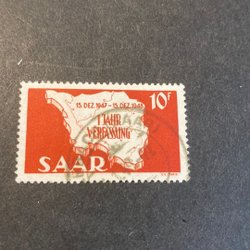 10F
15 DEZ. 1947 - 15 DEZ. 1948
1 JAHR
VERFASSUNG
SAAR